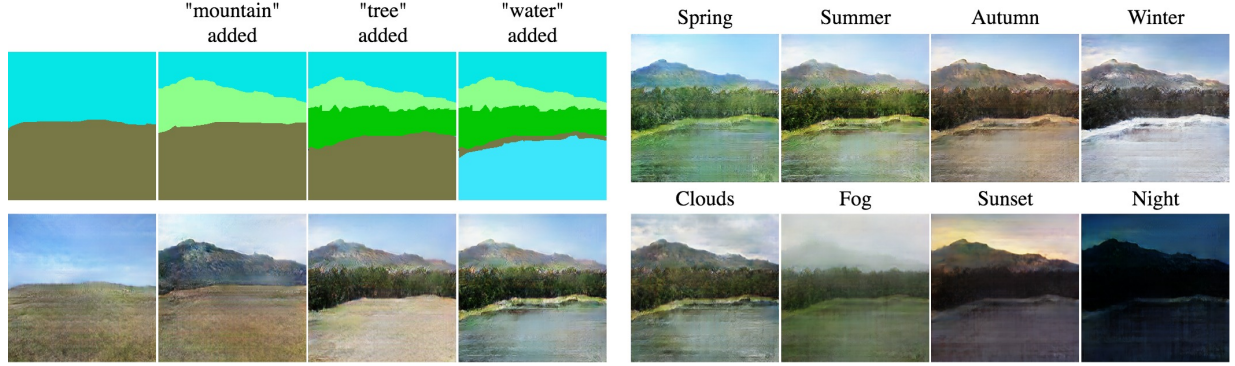 "mountain"
added
"tree"
added
"water"
added
Spring Summer Autumn Winter
Clouds Fog Sunset Night